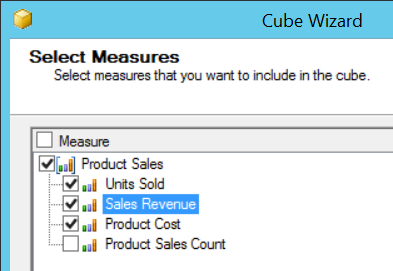 Cube Wizard
Select Measures
Select measures that you want to include in the cube.
Measure
Product Sales
Units Sold
Sales Revenue
Product Cost
Product Sales Count